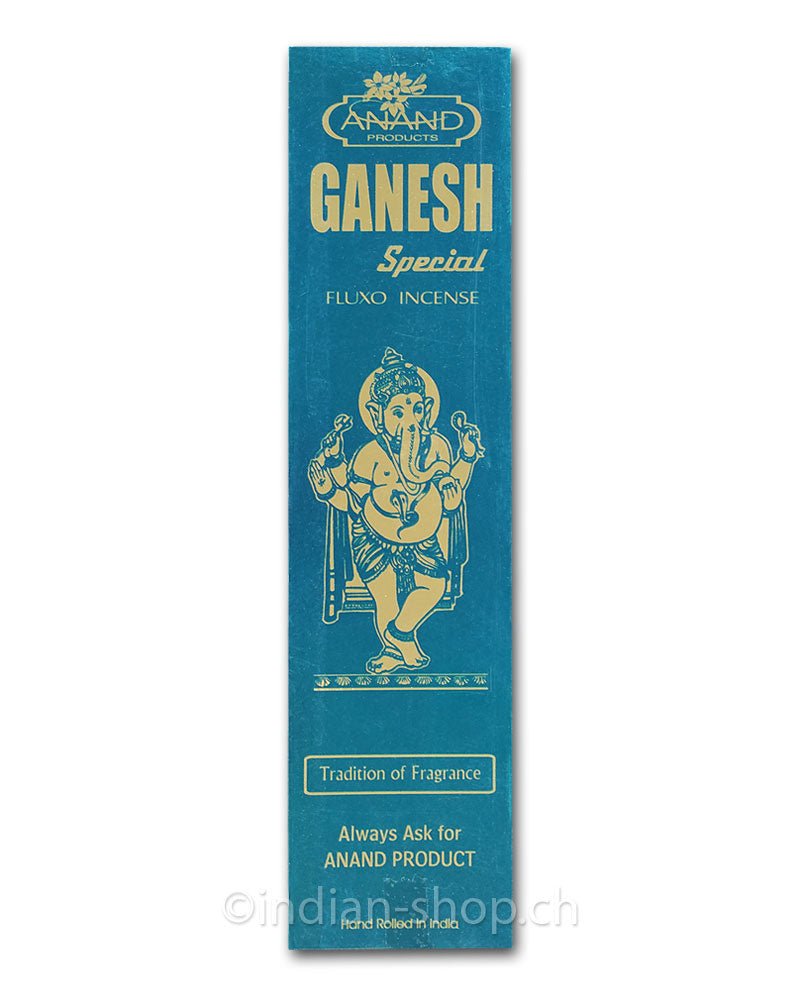 ANAND
PRODUCTS
GANESH
Special
FLUXO INCENSE
Tradition of Fragrance
Always Ask for
ANAND PRODUCT
©indian-shop.ch
Hand Rolled In India